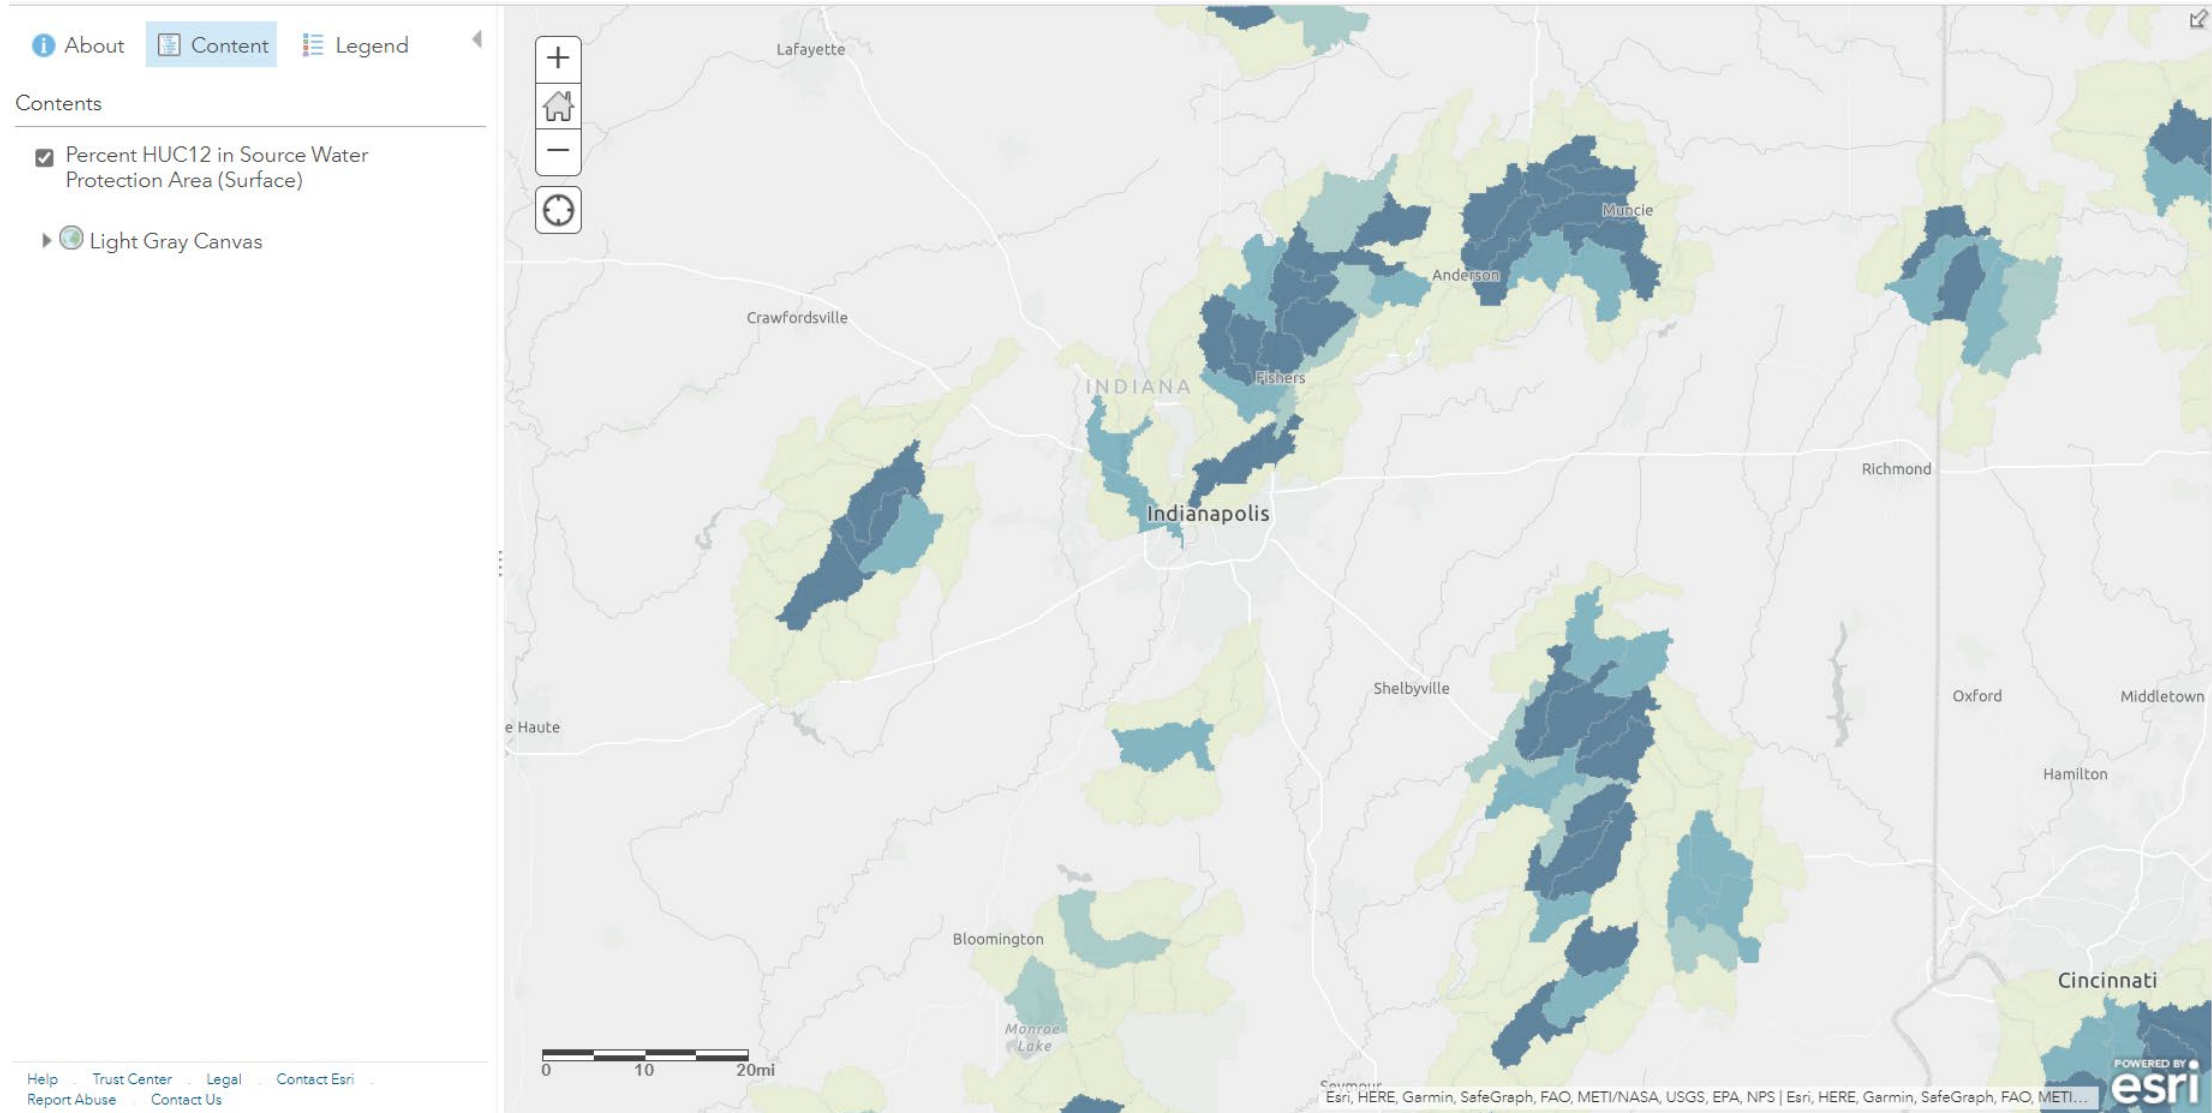 About
Content
Legend
Contents
Percent HUC12 in Source Water
Protection Area (Surface)
Light Gray Canvas
Help
Trust Center
Legal
Contact Esri
Report Abuse
Contact Us
Lafayette
Muncie
Anderson
Crawfordsville
INDIANA
Fishers
Richmond
Indianapolis
Shelbyville
Oxford
Middletown
e Haute
Hamilton
Bloomington
Cincinnati
Monroe
Lake
0 10 20mi
Seymour
Esri, HERE, Garmin, SafeGraph, FAO, METI/NASA, USGS, EPA, NPS | Esri, HERE, Garmin, SafeGraph, FAO, METI...
POWERED BY
esri